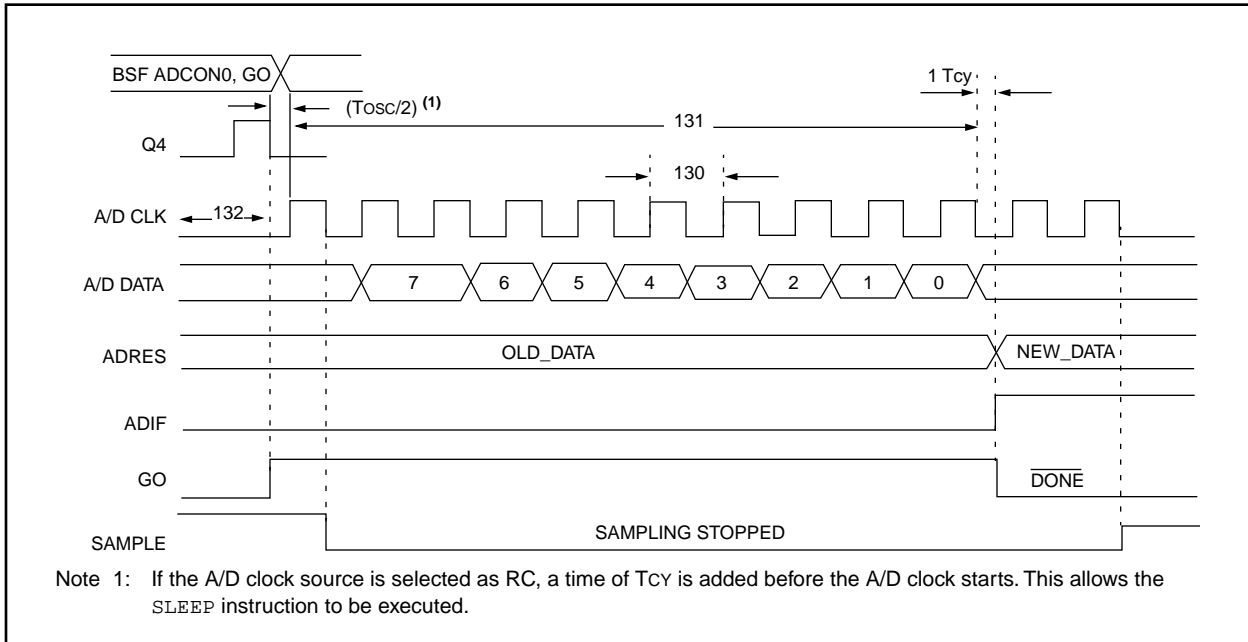 BSF ADCON0, GO
1 Tcy
(TOSC/2) (1)
131
Q4
130
A/D CLK
132
A/D DATA
7 6 5 4 3 2 1 0
ADRES
OLD_DATA
NEW_DATA
ADIF
GO
DONE
SAMPLE
SAMPLING STOPPED
Note 1: If the A/D clock source is selected as RC, a time of TCY is added before the A/D clock starts. This allows the
SLEEP instruction to be executed.